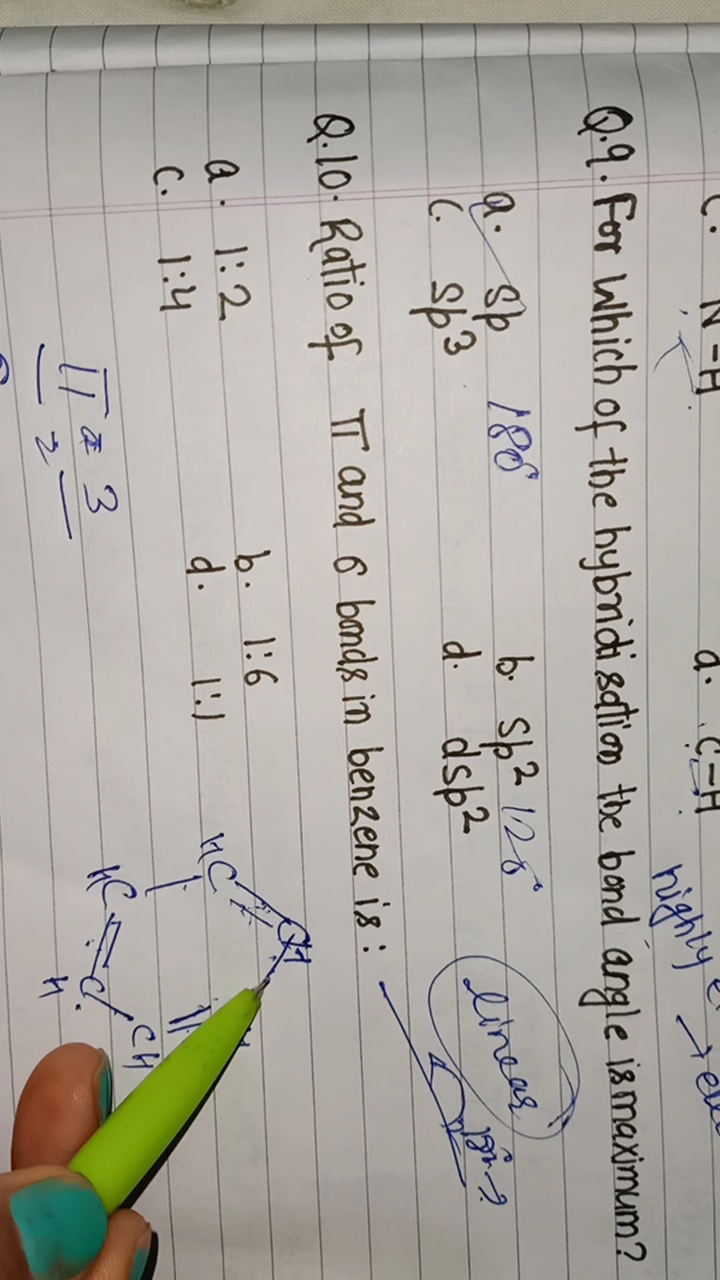 C. N-H a. C-H
highly
Q.9. For which of the hybridisation the bond angle is maximum?
a. sp 180° b. sp² 120°
c. sp³ d. dsp²
linear
Q.10. Ratio of π and б bonds in benzene is:
a. 1:2 b. 1:6
c. 1:4 d. 1:1
HC CH
HC C CH
H
π = 3